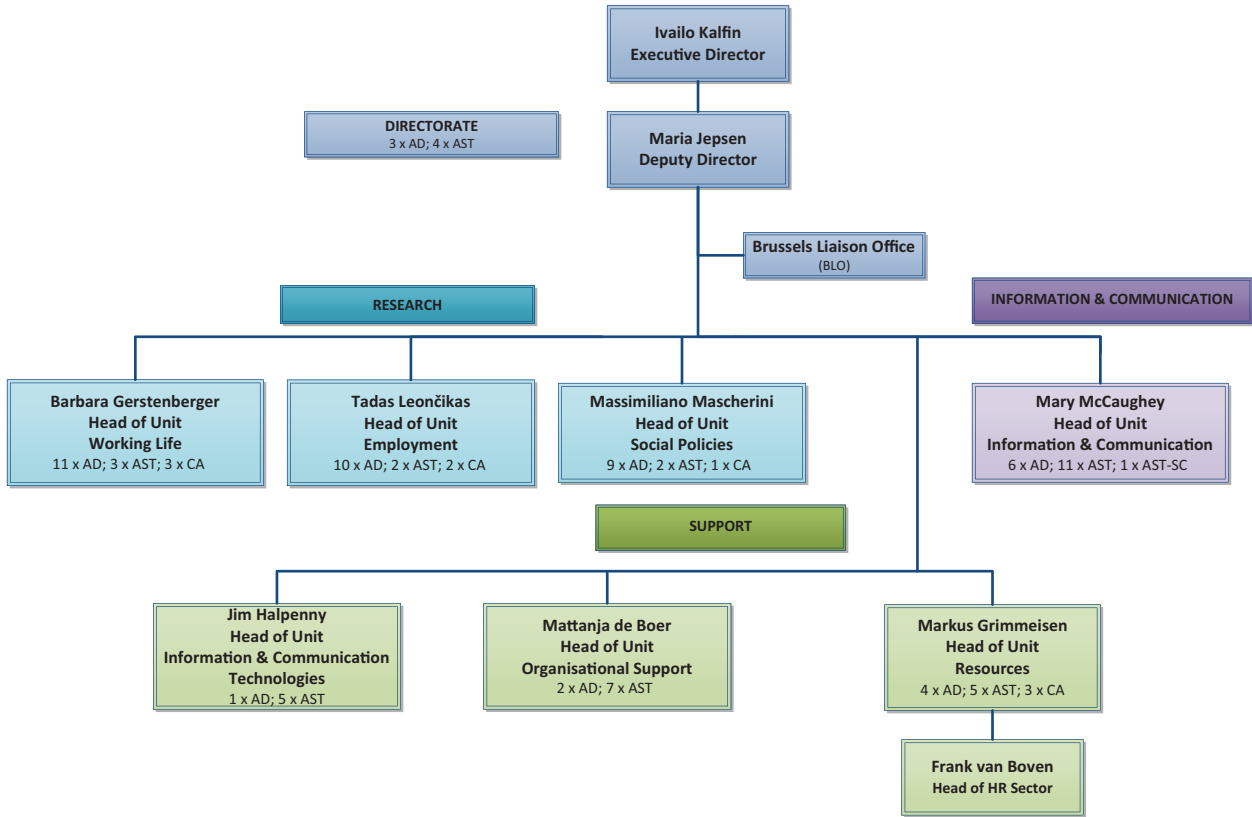 Ivailo Kalfin
Executive Director
DIRECTORATE
3 x AD; 4 x AST
Maria Jepsen
Deputy Director
Brussels Liaison Office
(BLO)
RESEARCH
INFORMATION & COMMUNICATION
Barbara Gerstenberger
Head of Unit
Working Life
11 x AD; 3 x AST; 3 x CA
Tadas Leončikas
Head of Unit
Employment
10 x AD; 2 x AST; 2 x CA
Massimiliano Mascherini
Head of Unit
Social Policies
9 x AD; 2 x AST; 1 x CA
Mary McCaughey
Head of Unit
Information & Communication
6 x AD; 11 x AST; 1 x AST-SC
SUPPORT
Jim Halpenny
Head of Unit
Information & Communication
Technologies
1 x AD; 5 x AST
Mattanja de Boer
Head of Unit
Organisational Support
2 x AD; 7 x AST
Markus Grimmeisen
Head of Unit
Resources
4 x AD; 5 x AST; 3 x CA
Frank van Boven
Head of HR Sector